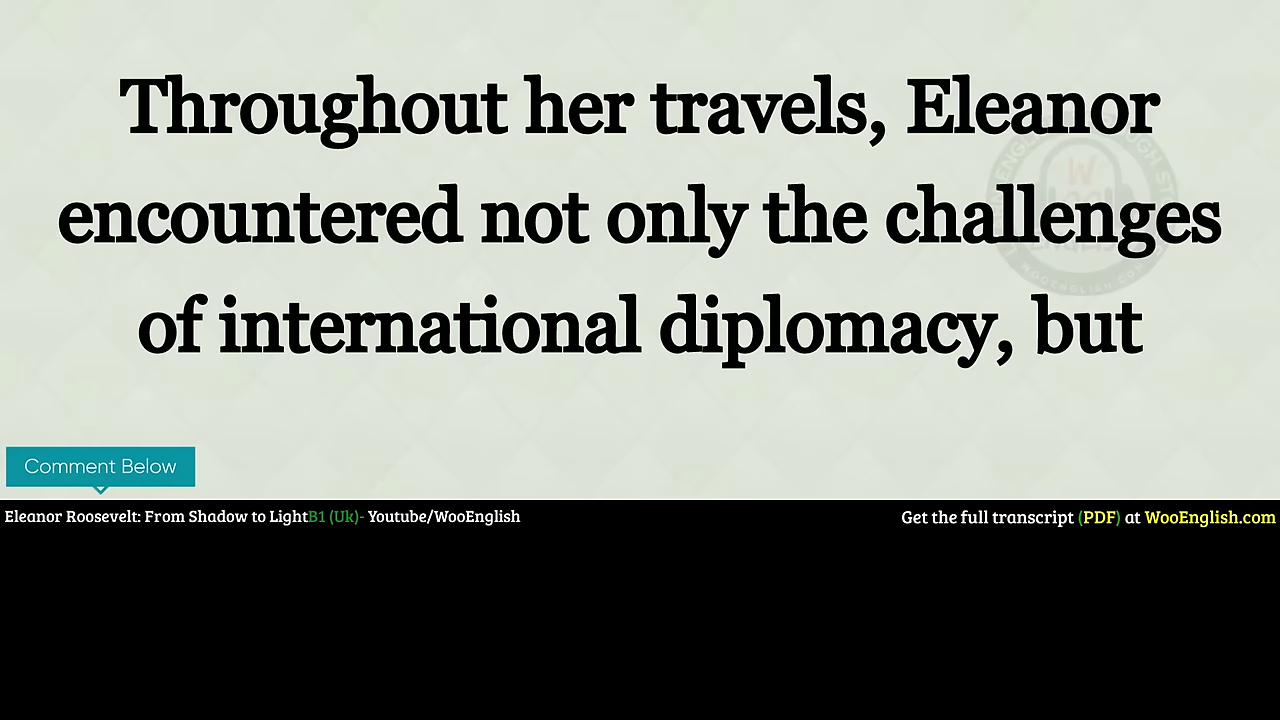 Throughout her travels, Eleanor
encountered not only the challenges
of international diplomacy, but
Comment Below
Eleanor Roosevelt: From Shadow to LightB1 (Uk)- Youtube/WooEnglish
Get the full transcript (PDF) at WooEnglish.com